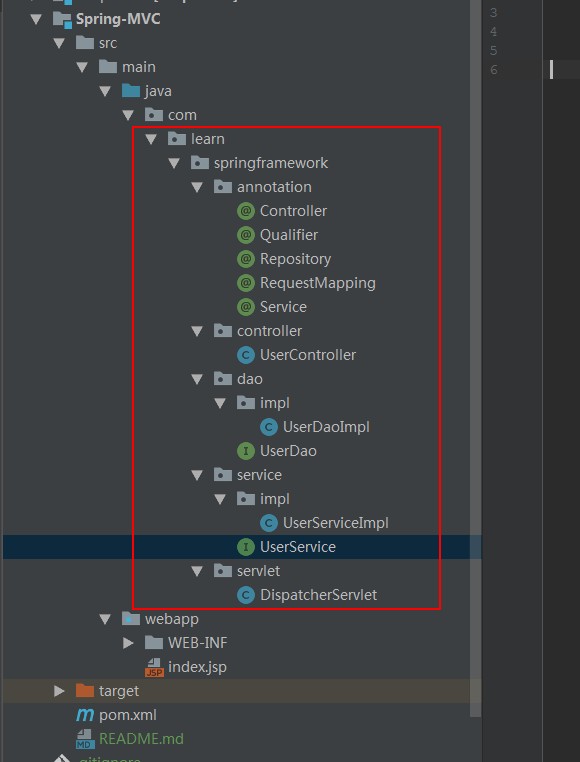 Spring-MVC
src
main
java
com
learn
springframework
annotation
Controller
Qualifier
Repository
RequestMapping
Service
controller
UserController
dao
impl
UserDaoImpl
UserDao
service
impl
UserServiceImpl
UserService
servlet
DispatcherServlet
webapp
WEB-INF
index.jsp
target
pom.xml
README.md
.gitignore
3
4
5
6